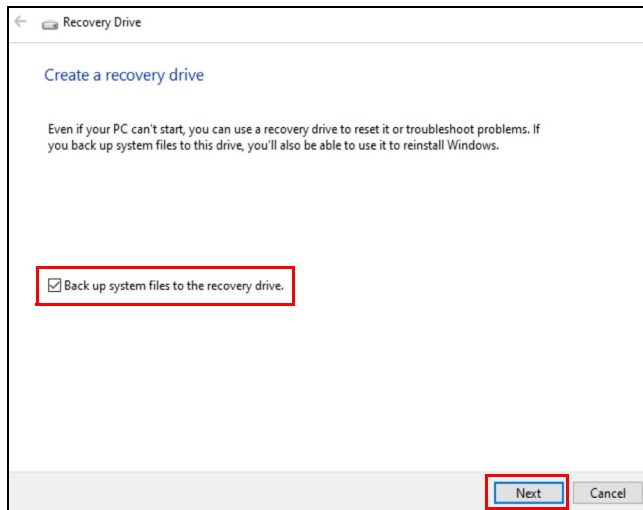 Recovery Drive
Create a recovery drive
Even if your PC can't start, you can use a recovery drive to reset it or troubleshoot problems. If
you back up system files to this drive, you'll also be able to use it to reinstall Windows.
Back up system files to the recovery drive.
Next Cancel